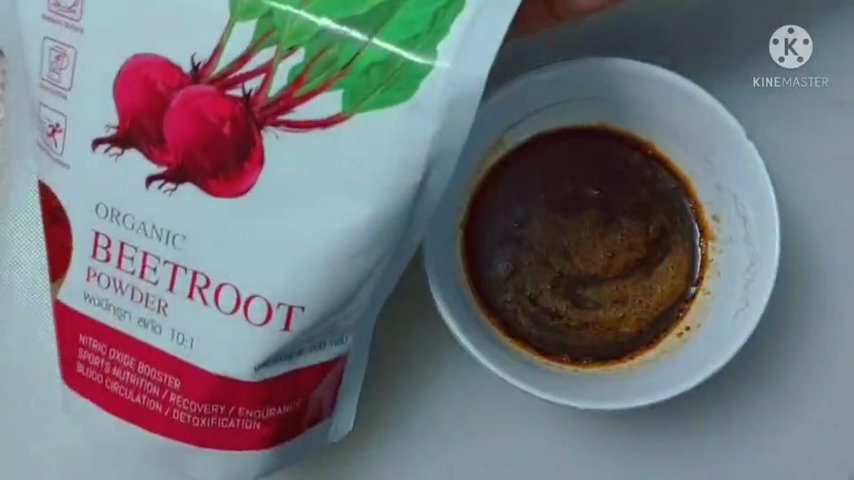 KINEMASTER
ORGANIC
BEETROOT
POWDER
ผงบีทรูท สกัด 10:1
NITRIC OXIDE BOOSTER
SPORTS NUTRITION / RECOVERY / ENDURANCE
BLOOD CIRCULATION / DETOXIFICATION